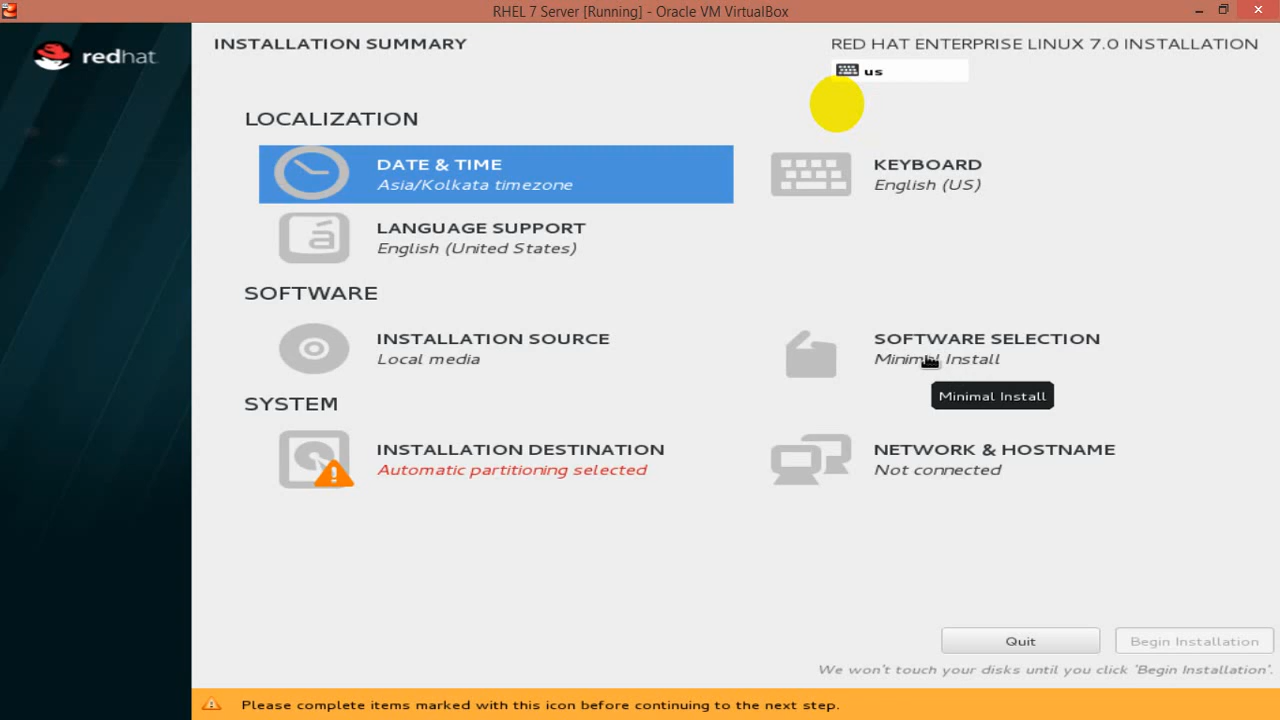 RHEL 7 Server [Running] - Oracle VM VirtualBox
redhat.
INSTALLATION SUMMARY
RED HAT ENTERPRISE LINUX 7.0 INSTALLATION
us
LOCALIZATION
DATE & TIME
Asia/Kolkata timezone
KEYBOARD
English (US)
LANGUAGE SUPPORT
English (United States)
SOFTWARE
INSTALLATION SOURCE
Local media
SOFTWARE SELECTION
Minimal Install
Minimal Install
SYSTEM
INSTALLATION DESTINATION
Automatic partitioning selected
NETWORK & HOSTNAME
Not connected
Quit
Begin Installation
We won't touch your disks until you click 'Begin Installation'.
Please complete items marked with this icon before continuing to the next step.